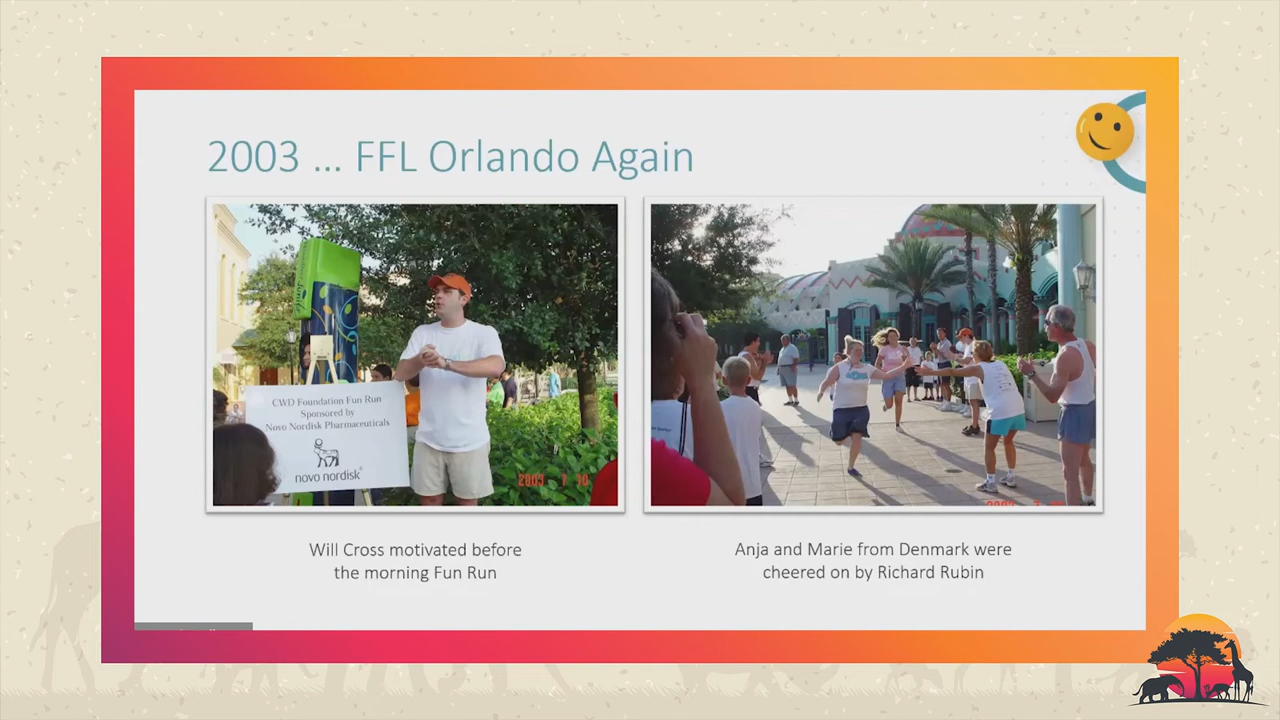 2003 ... FFL Orlando Again
CWD Foundation Fun Run
Sponsored by
Novo Nordisk Pharmaceuticals
novo nordisk®
2003 7 10
Will Cross motivated before
the morning Fun Run
Anja and Marie from Denmark were
cheered on by Richard Rubin